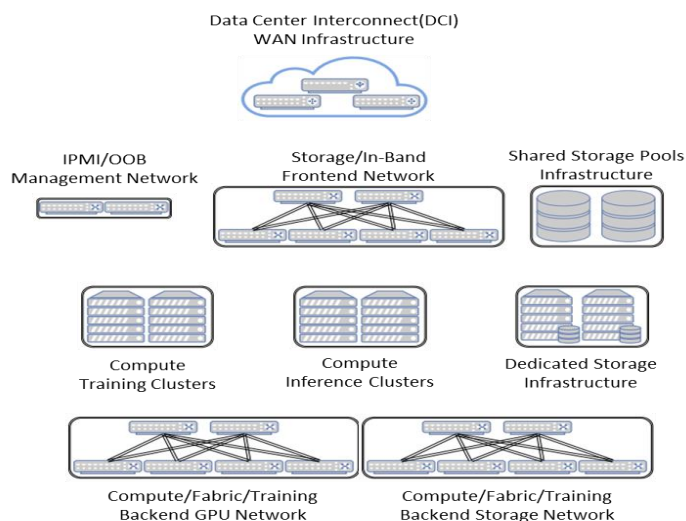 Data Center Interconnect(DCI)
WAN Infrastructure
IPMI/OOB
Management Network
Storage/In-Band
Frontend Network
Shared Storage Pools
Infrastructure
Compute
Training Clusters
Compute
Inference Clusters
Dedicated Storage
Infrastructure
Compute/Fabric/Training
Backend GPU Network
Compute/Fabric/Training
Backend Storage Network